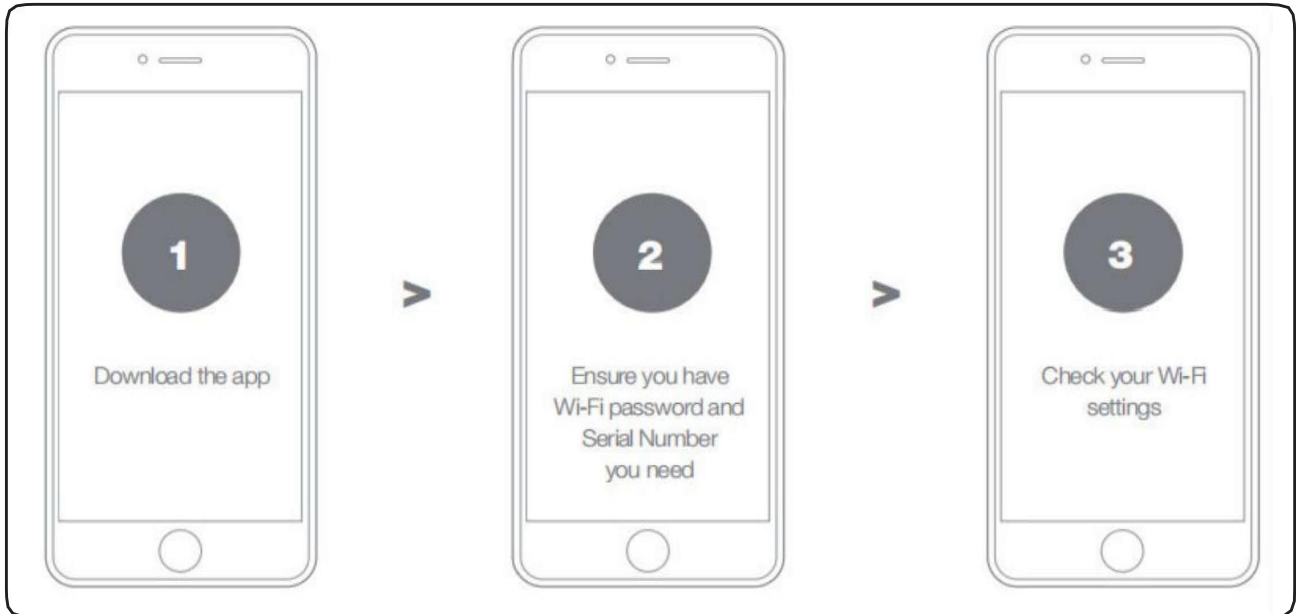 1
Download the app
>
2
Ensure you have
Wi-Fi password and
Serial Number
you need
>
3
Check your Wi-Fi
settings